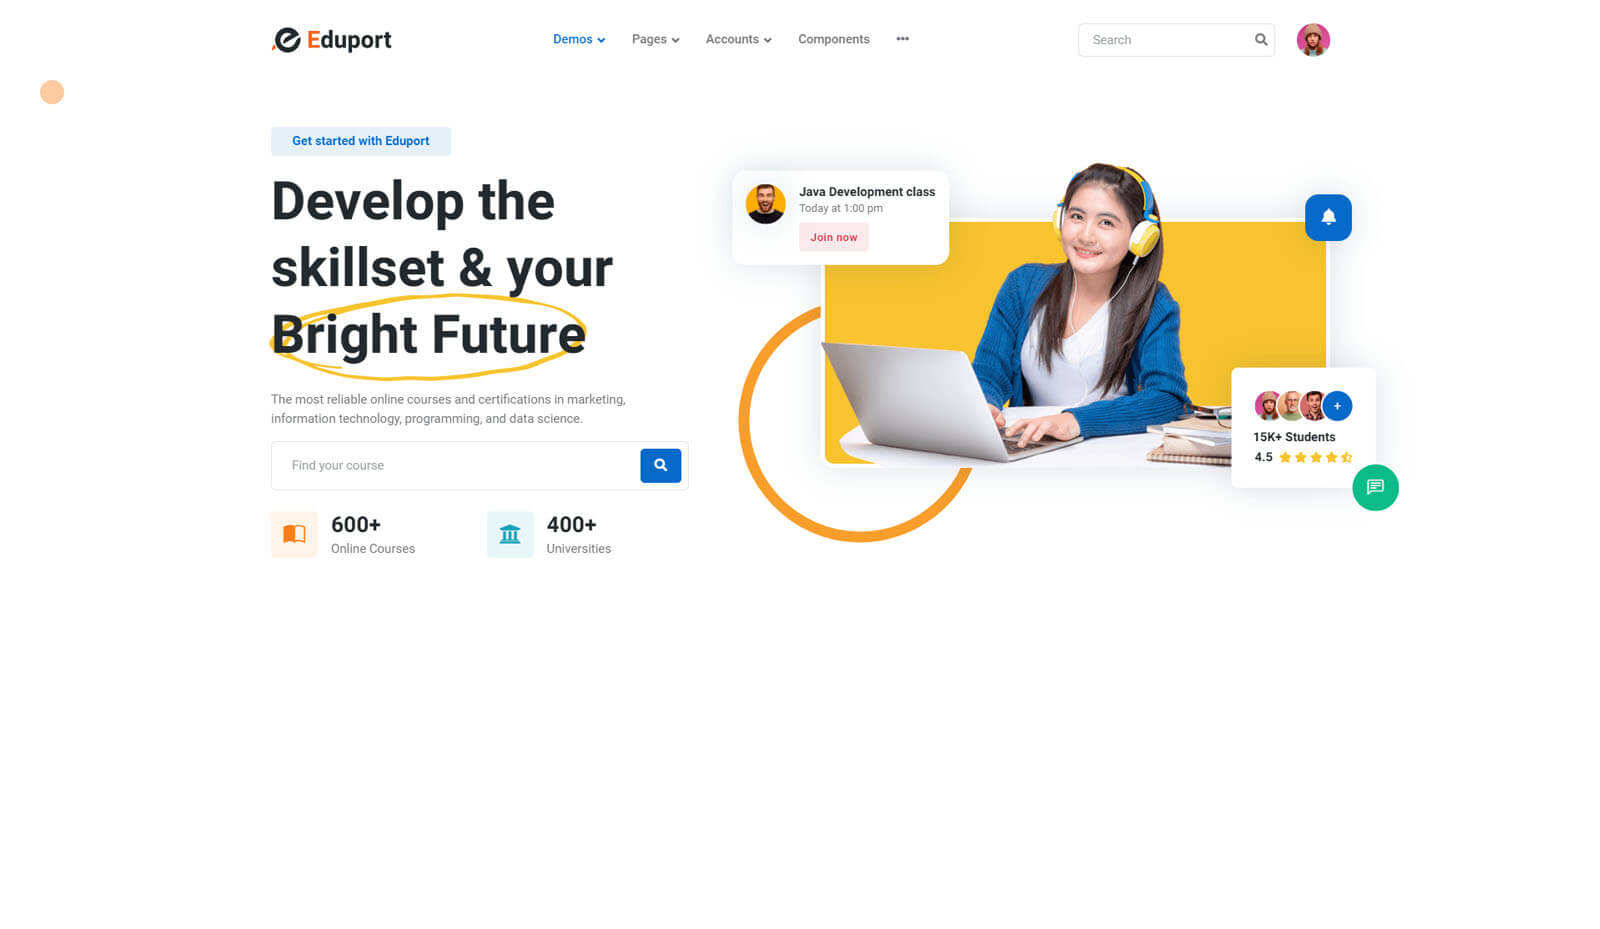 Eduport
Demos
Pages
Accounts
Components
Search
Get started with Eduport
Develop the
skillset & your
Bright Future
The most reliable online courses and certifications in marketing,
information technology, programming, and data science.
Find your course
600+
Online Courses
400+
Universities
Java Development class
Today at 1:00 pm
Join now
+
15K+ Students
4.5